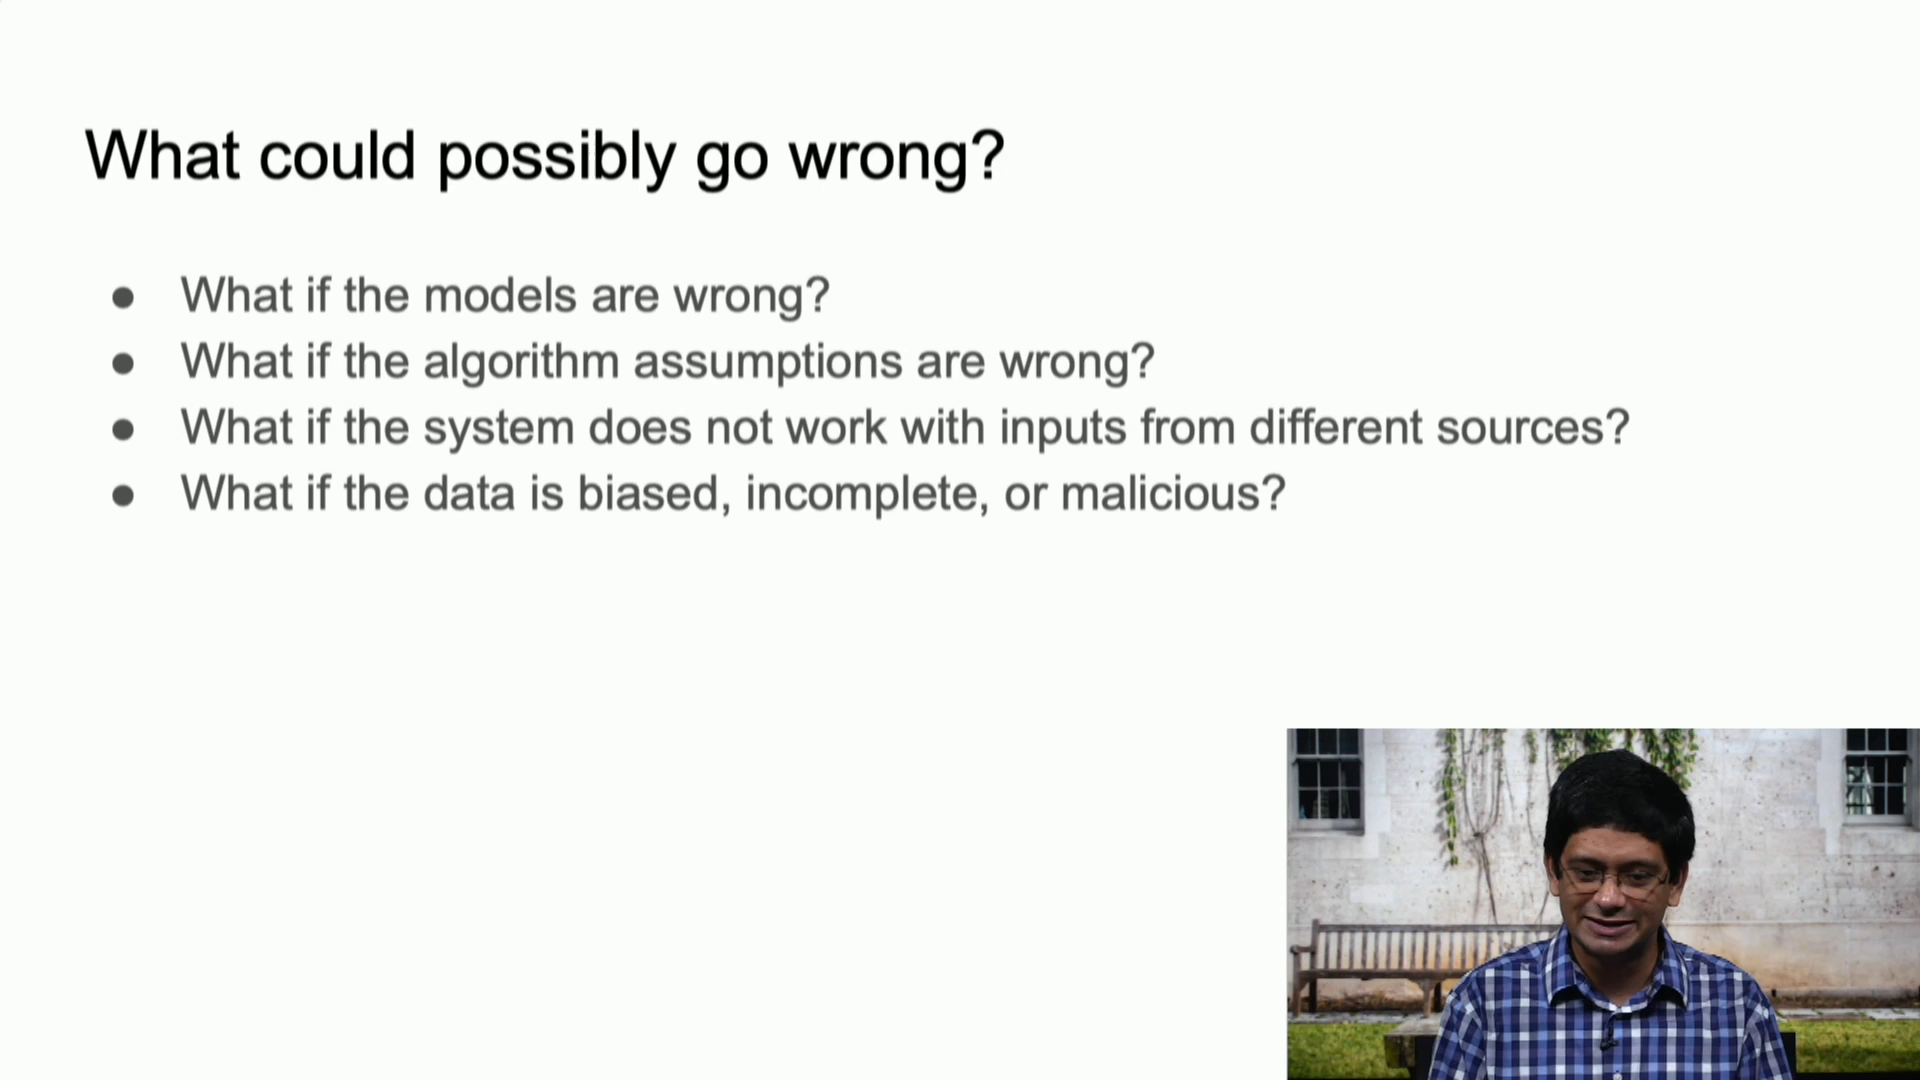 What could possibly go wrong?
● What if the models are wrong?
● What if the algorithm assumptions are wrong?
● What if the system does not work with inputs from different sources?
● What if the data is biased, incomplete, or malicious?